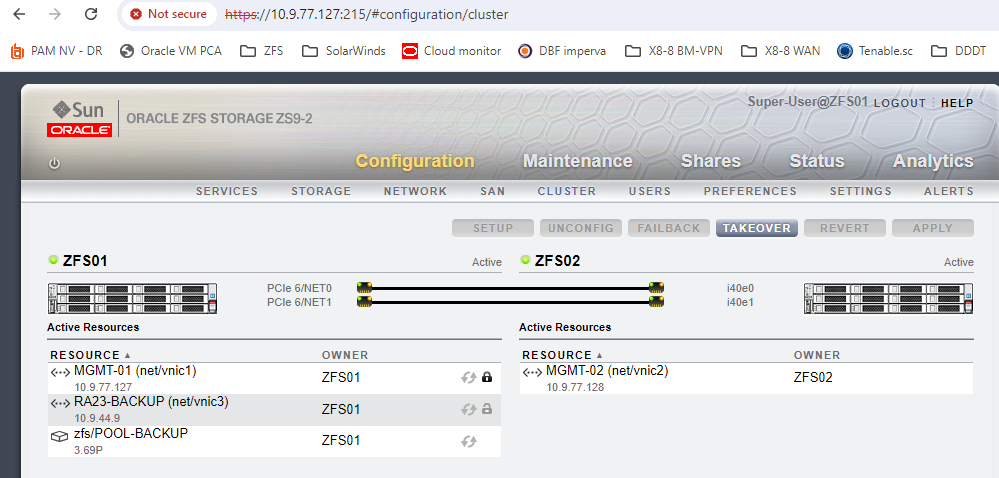 Not secure https://10.9.77.127:215/#configuration/cluster
PAM NV - DR Oracle VM PCA ZFS SolarWinds Cloud monitor DBF imperva X8-8 BM-VPN X8-8 WAN Tenable.sc DDDT
Super-User@ZFS01 LOGOUT HELP
Sun
ORACLE
ORACLE ZFS STORAGE ZS9-2
Configuration Maintenance Shares Status Analytics
SERVICES STORAGE NETWORK SAN CLUSTER USERS PREFERENCES SETTINGS ALERTS
SETUP UNCONFIG FAILBACK TAKEOVER REVERT APPLY
ZFS01 Active ZFS02 Active
PCIe 6/NET0 i40e0
PCIe 6/NET1 i40e1
Active Resources Active Resources
RESOURCE ▲ OWNER RESOURCE ▲ OWNER
MGMT-01 (net/vnic1) ZFS01 MGMT-02 (net/vnic2) ZFS02
10.9.77.127 10.9.77.128
RA23-BACKUP (net/vnic3) ZFS01
10.9.44.9
zfs/POOL-BACKUP ZFS01
3.69P